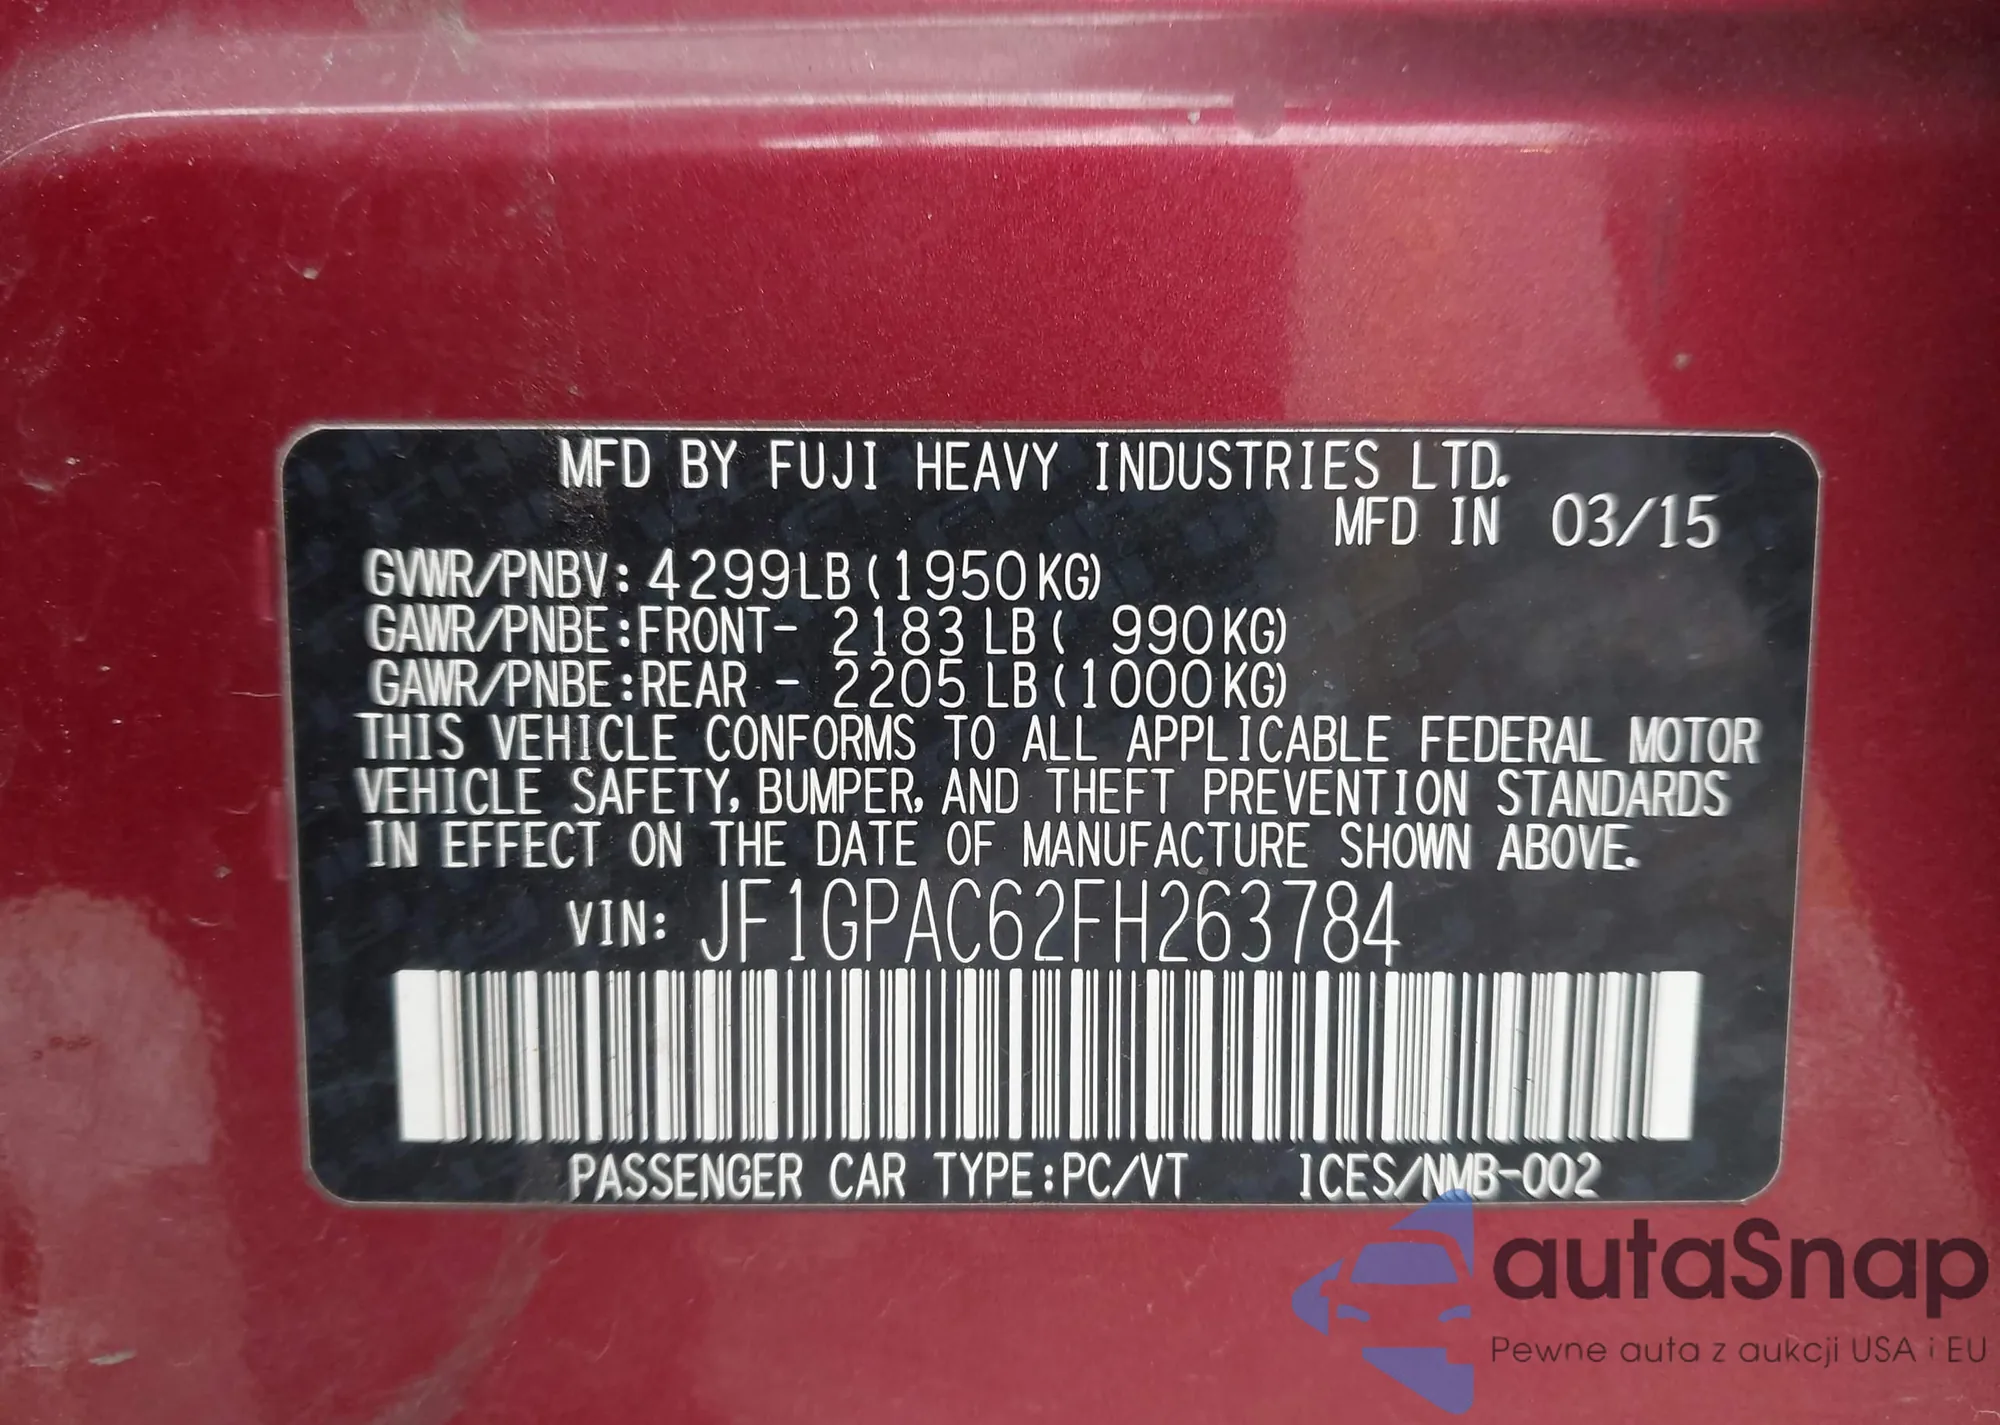 MFD BY FUJI HEAVY INDUSTRIES LTD.
MFD IN 03/15
GVWR/PNBV: 4299LB(1950KG)
GAWR/PNBE:FRONT- 2183 LB( 990KG)
GAWR/PNBE:REAR - 2205 LB(1000KG)
THIS VEHICLE CONFORMS TO ALL APPLICABLE FEDERAL MOTOR
VEHICLE SAFETY, BUMPER, AND THEFT PREVENTION STANDARDS
IN EFFECT ON THE DATE OF MANUFACTURE SHOWN ABOVE.
VIN: JF1GPAC62FH263784
PASSENGER CAR TYPE:PC/VT ICES/NMB-002
autaSnap
Pewne auta z aukcji USA i EU